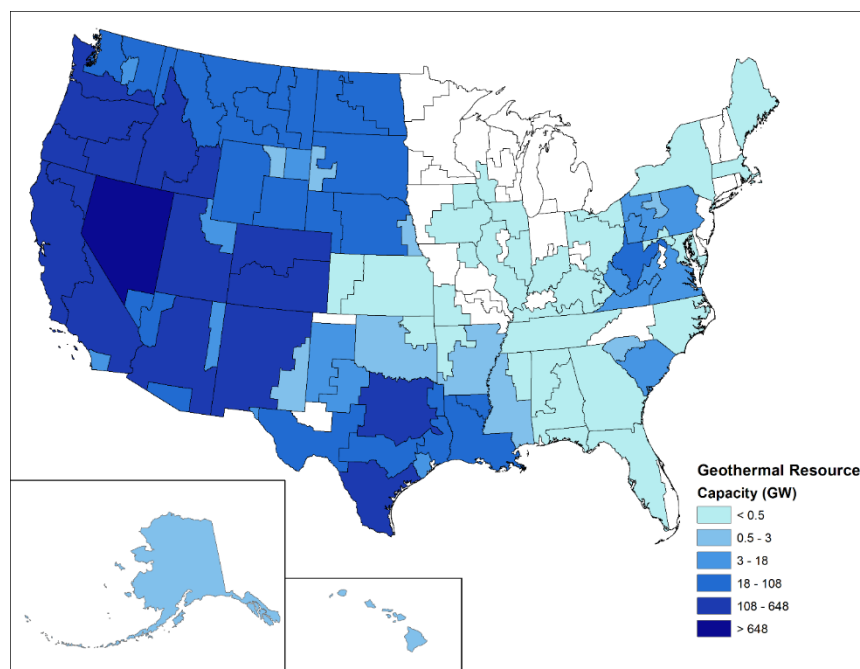 Geothermal Resource
Capacity (GW)
< 0.5
0.5 - 3
3 - 18
18 - 108
108 - 648
> 648